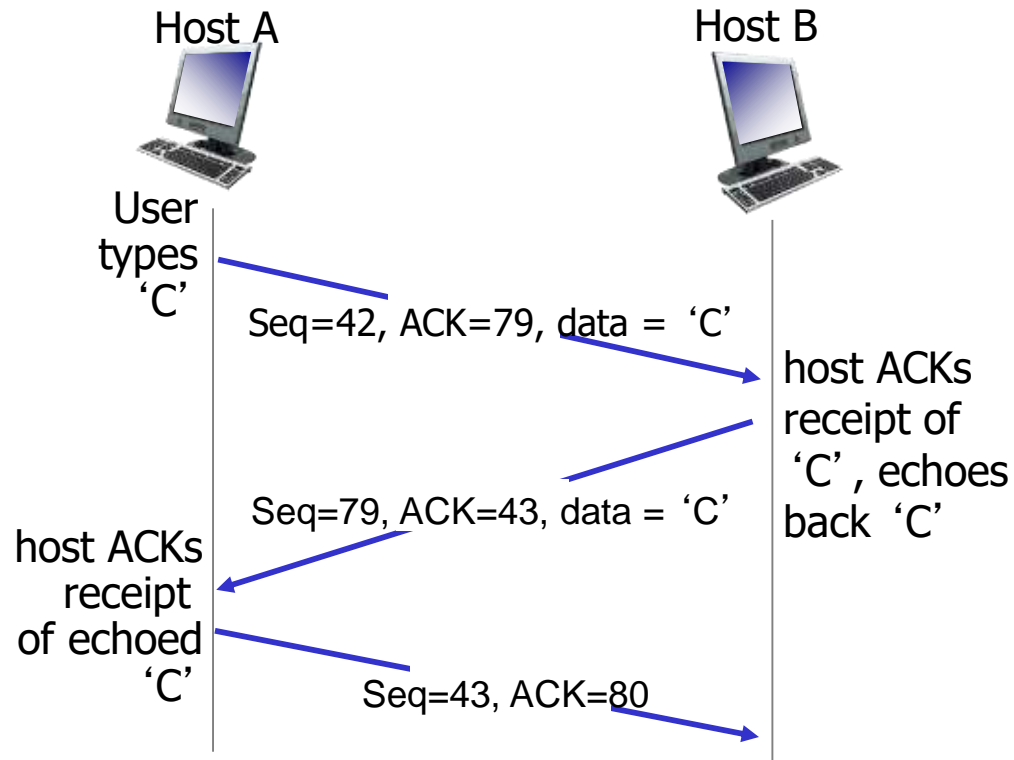 Host A
Host B
User
types
‘C’
Seq=42, ACK=79, data = ‘C’
host ACKs
receipt of
‘C’, echoes
back ‘C’
Seq=79, ACK=43, data = ‘C’
host ACKs
receipt
of echoed
‘C’
Seq=43, ACK=80